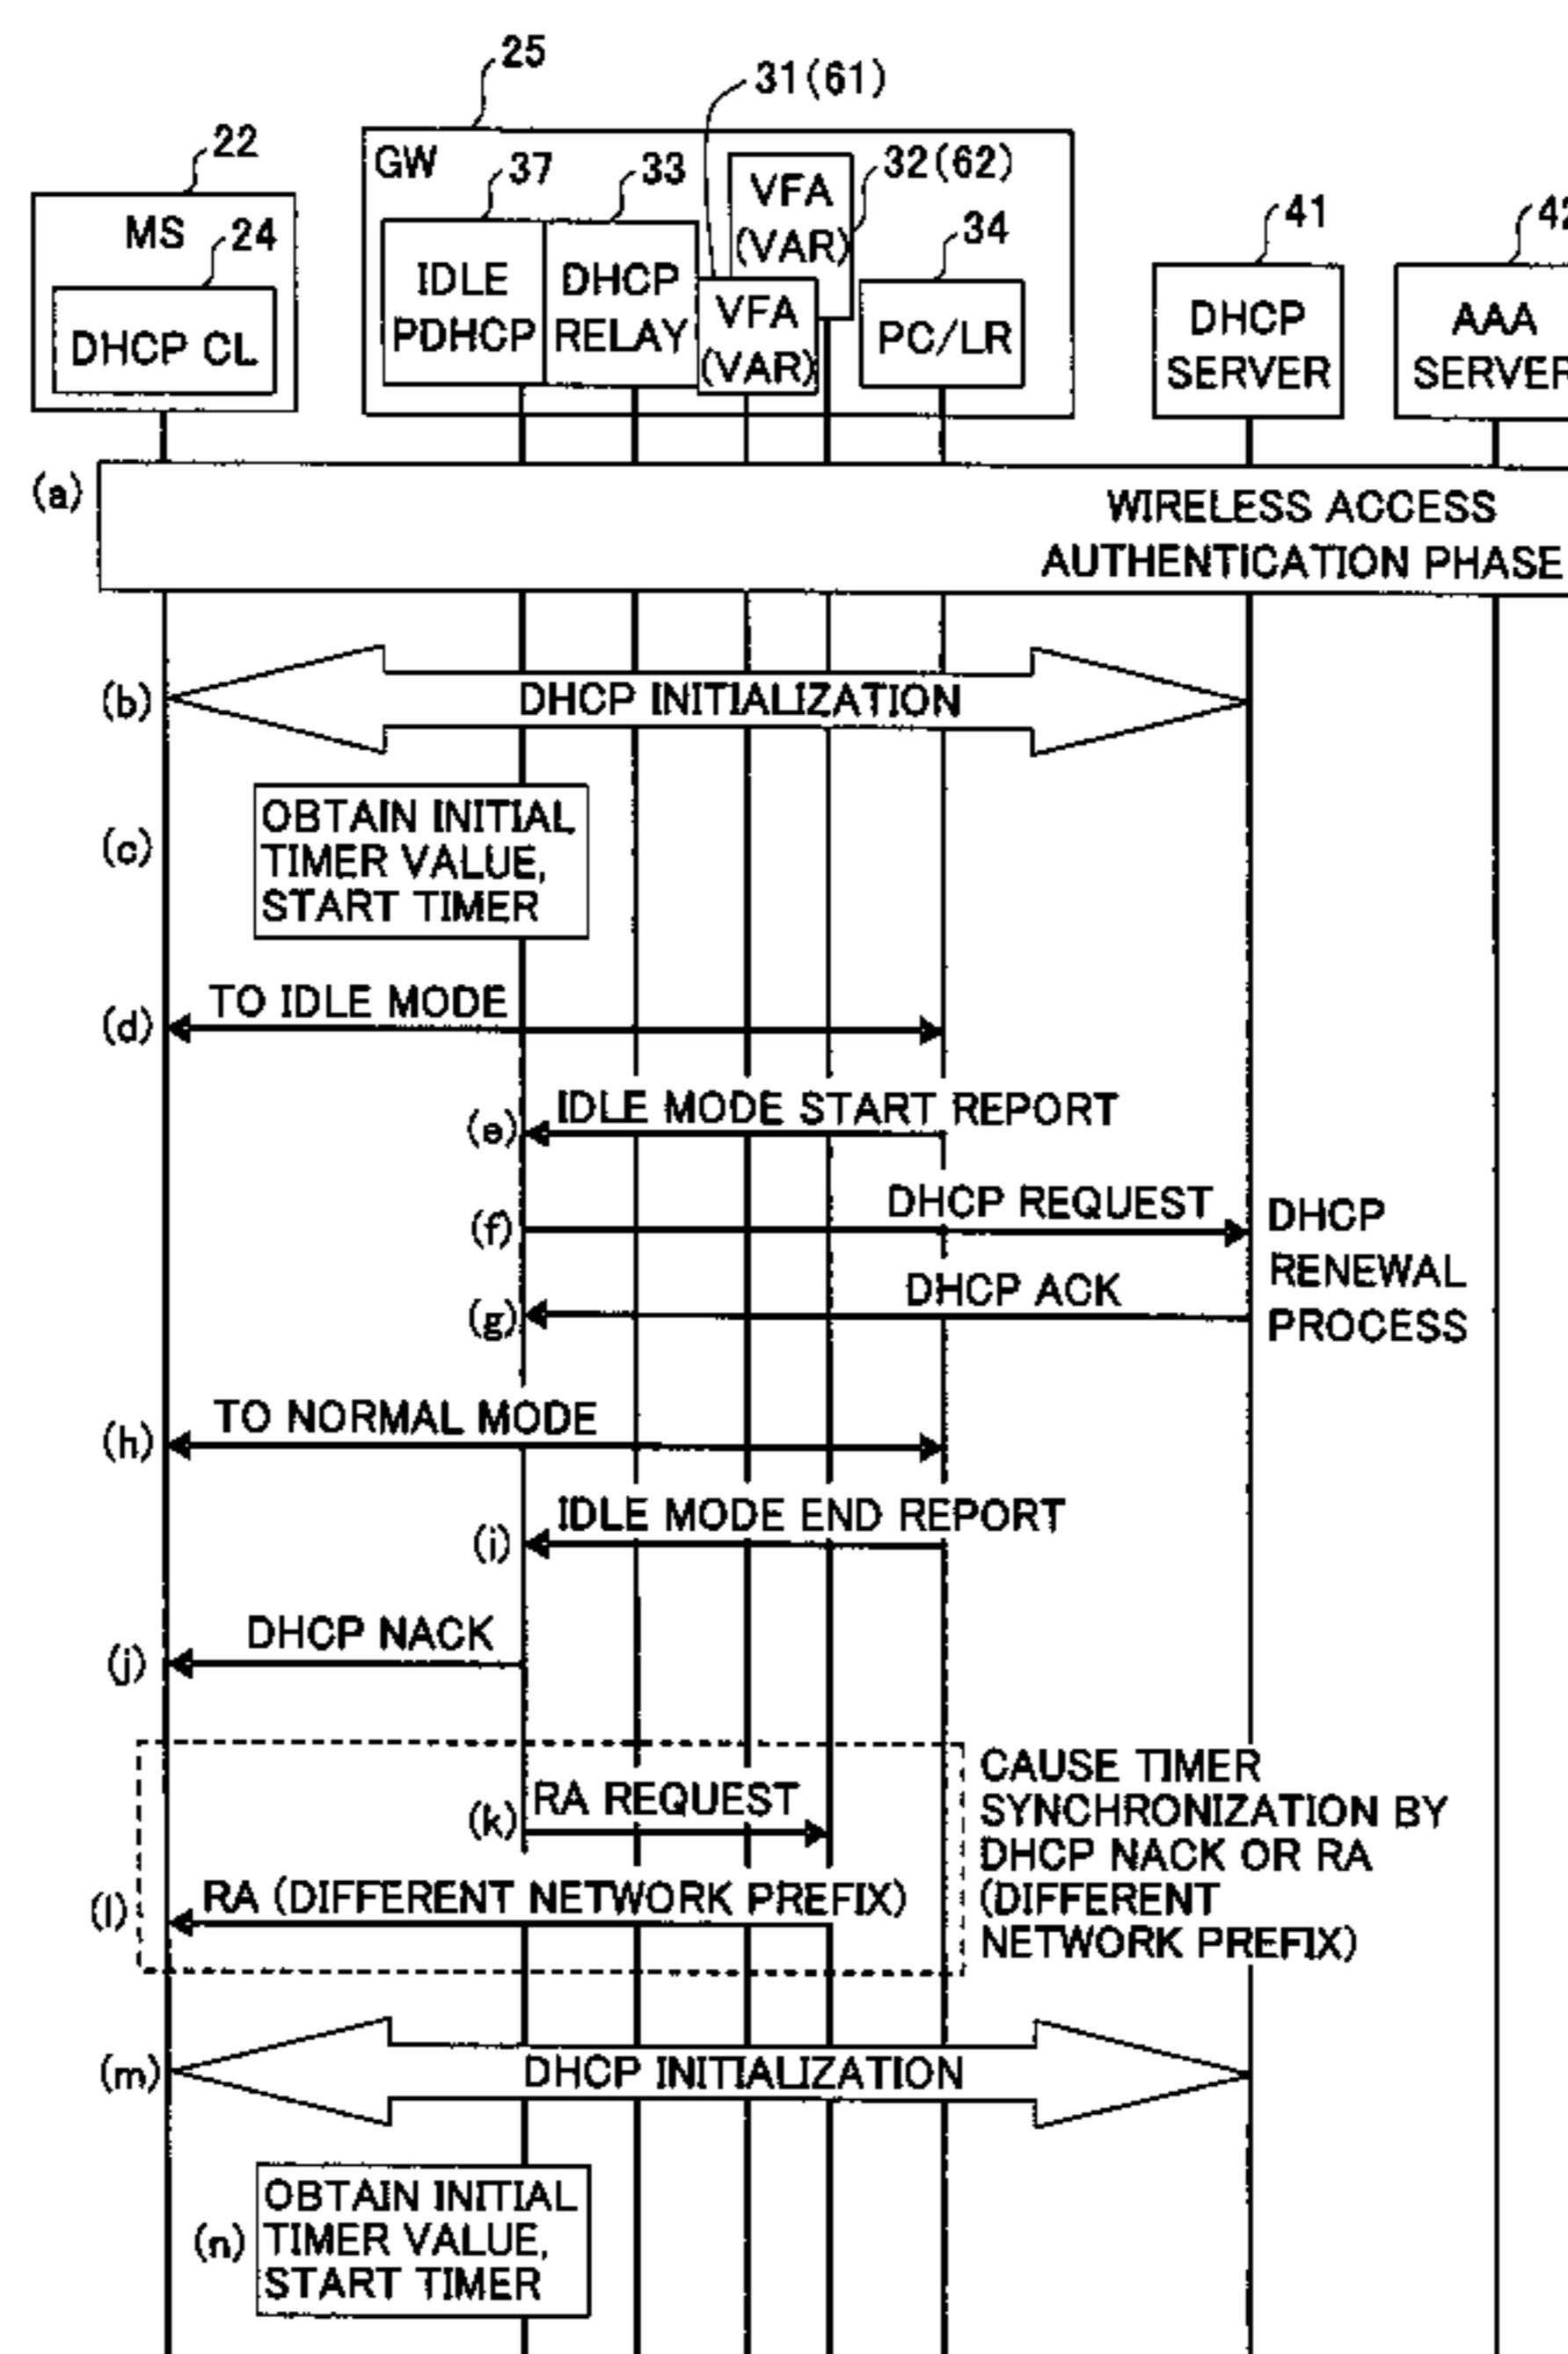 25
31(61)
22
GW
37
33
32(62)
VFA
(VAR)
MS
24
41
34
IDLE
PDHCP
DHCP
RELAY
VFA
(VAR)
PC/LR
DHCP
SERVER
AAA
SERVER
DHCP CL
(a)
WIRELESS ACCESS
AUTHENTICATION PHASE
(b)
DHCP INITIALIZATION
(c)
OBTAIN INITIAL
TIMER VALUE,
START TIMER
(d)
TO IDLE MODE
(e)
IDLE MODE START REPORT
(f)
DHCP REQUEST
DHCP
RENEWAL
PROCESS
(g)
DHCP ACK
(h)
TO NORMAL MODE
(i)
IDLE MODE END REPORT
(j)
DHCP NACK
(k)
RA REQUEST
CAUSE TIMER
SYNCHRONIZATION BY
DHCP NACK OR RA
(DIFFERENT
NETWORK PREFIX)
(l)
RA (DIFFERENT NETWORK PREFIX)
(m)
DHCP INITIALIZATION
(n)
OBTAIN INITIAL
TIMER VALUE,
START TIMER